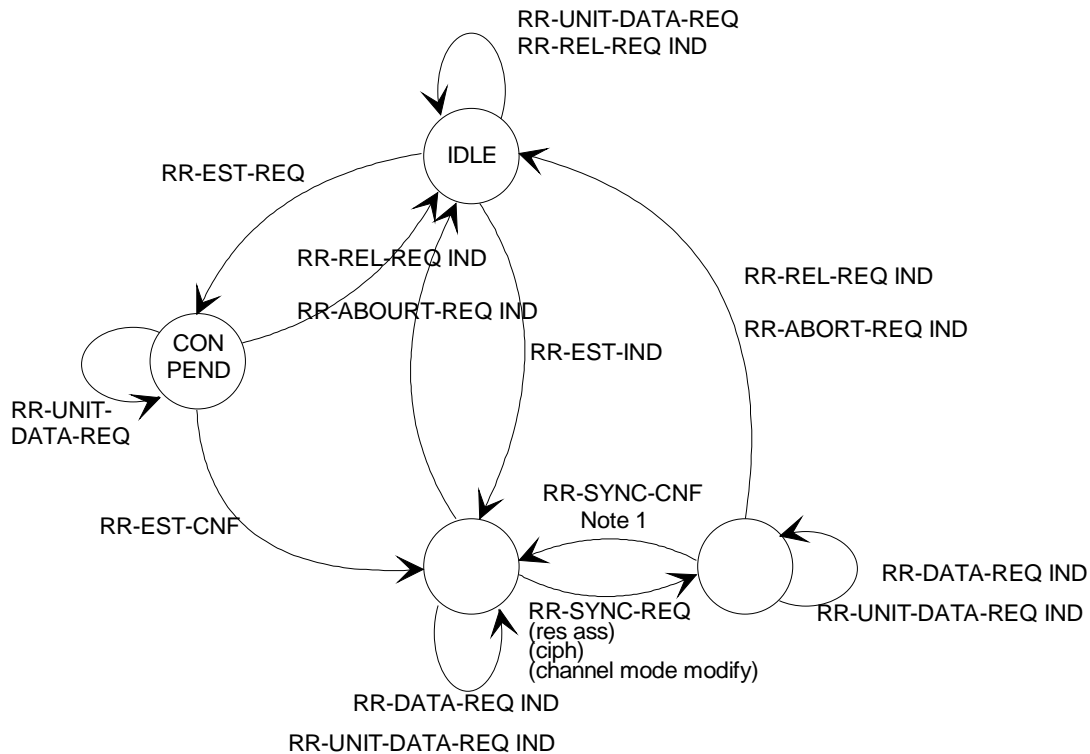 RR-UNIT-DATA-REQ
RR-REL-REQ IND
IDLE
RR-EST-REQ
RR-REL-REQ IND
RR-REL-REQ IND
RR-ABOURT-REQ IND
RR-ABORT-REQ IND
CON
PEND
RR-EST-IND
RR-UNIT-
DATA-REQ
RR-SYNC-CNF
Note 1
RR-EST-CNF
RR-DATA-REQ IND
RR-UNIT-DATA-REQ IND
RR-SYNC-REQ
(res ass)
(ciph)
(channel mode modify)
RR-DATA-REQ IND
RR-UNIT-DATA-REQ IND